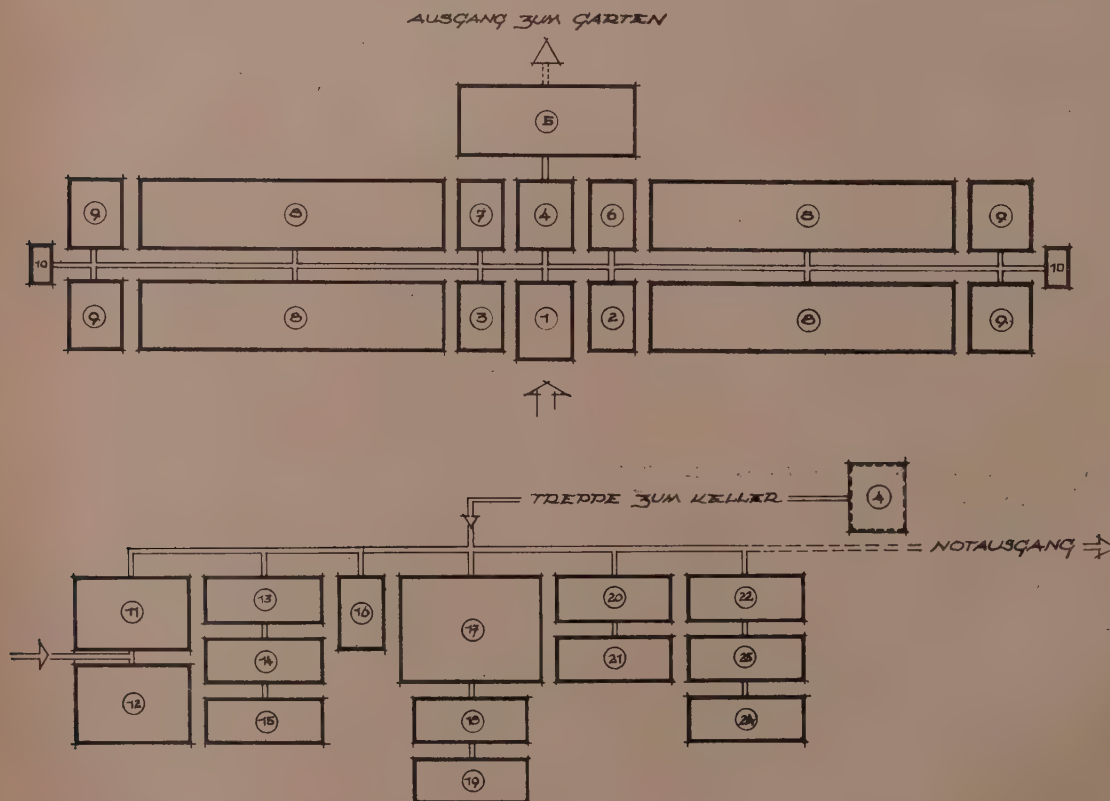 AUSGANG ZUM GARTEN
5
9 8 7 4 6 8 9
10 10
9 8 3 1 2 8 9
TREPPE ZUM KELLER 4
NOTAUSGANG
11 13 16 17 20 22
14 21 23
12 15 18 24
19